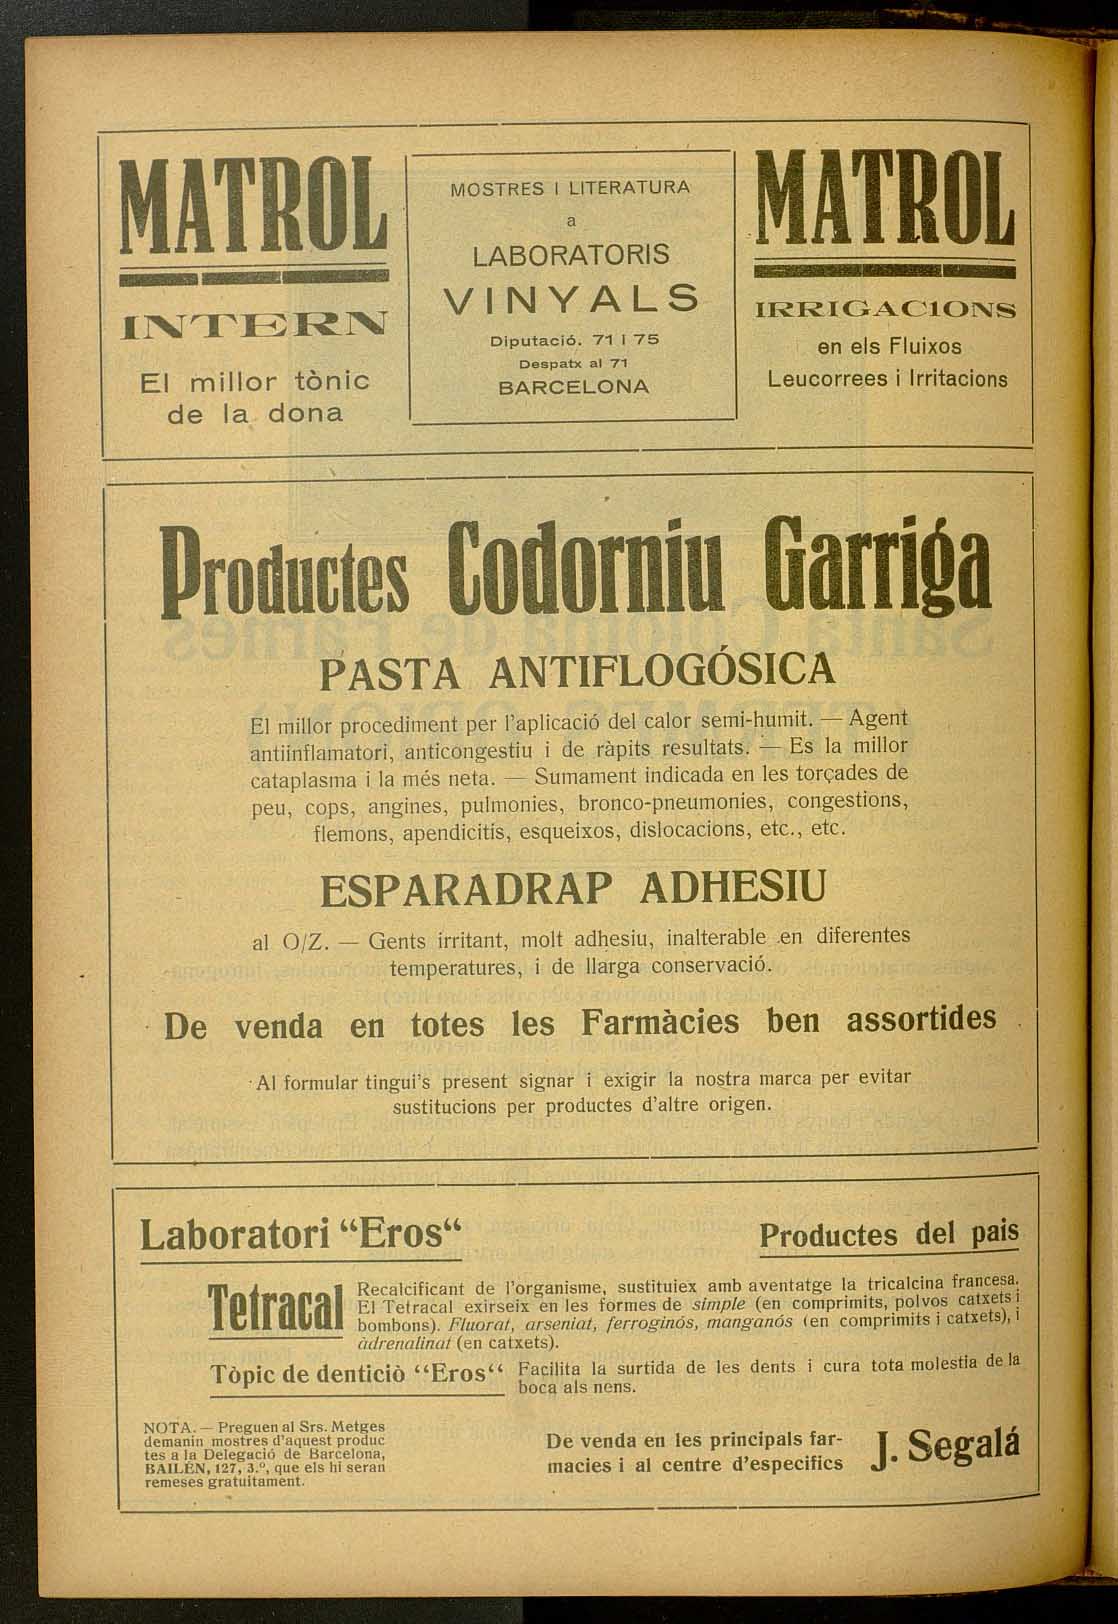 MATROL
INTERN
El millor tònic
de la dona
MOSTRES I LITERATURA
a
LABORATORIS
VINYALS
Diputació. 71 i 75
Despatx al 71
BARCELONA
MATROL
IRRIGACIONS
en els Fluixos
Leucorrees i Irritacions
Productes Codorniu Garriga
PASTA ANTIFLOGÓSICA
El millor procediment per l'aplicació del calor semi-humit. — Agent
antiinflamatori, anticongestiu i de ràpits resultats. — Es la millor
cataplasma i la més neta. — Sumament indicada en les torçades de
peu, cops, angines, pulmonies, bronco-pneumonies, congestions,
flemons, apendicitis, esqueixos, dislocacions, etc., etc.
ESPARADRAP ADHESIU
al O/Z. — Gents irritant, molt adhesiu, inalterable en diferentes
temperatures, i de llarga conservació.
De venda en totes les Farmàcies ben assortides
Al formular tingui's present signar i exigir la nostra marca per evitar
sustitucions per productes d'altre origen.
Laboratori “Eros“
Productes del pais
Tetracal
Recalcificant de l'organisme, sustituiex amb aventatge la tricalcina francesa.
El Tetracal exirseix en les formes de simple (en comprimits, polvos catxets i
bombons). Fluorat, arseniat, ferroginós, manganós (en comprimits i catxets), i
adrenalinat (en catxets).
Tòpic de denticiò “Eros“
Facilita la surtida de les dents i cura tota molestia de la
boca als nens.
NOTA. — Preguen al Srs. Metges
demanin mostres d'aquest produc
tes a la Delegació de Barcelona,
BAILÉN, 127, 3.º, que els hi seran
remeses gratuitament.
De venda en les principals far-
macies i al centre d'especifics
J. Segalá